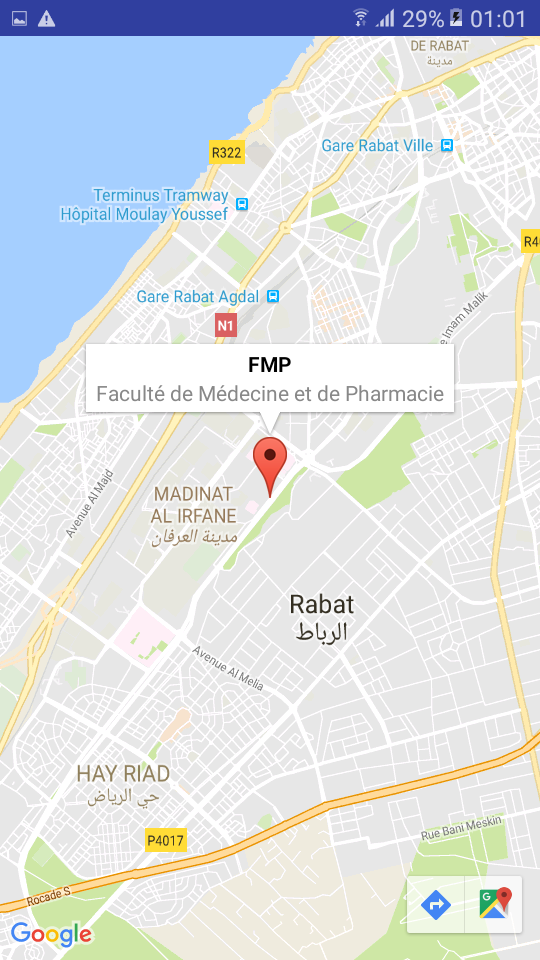 29% 01:01
DE RABAT
مدينة
R322
Gare Rabat Ville
Terminus Tramway
Hôpital Moulay Youssef
R4
Gare Rabat Agdal
N1
e Imam Malik
FMP
Faculté de Médecine et de Pharmacie
Avenue Al Majd
MADINAT
AL IRFANE
مدينة العرفان
Rabat
الرباط
Avenue Al Melia
HAY RIAD
حي الرياض
P4017
Rue Bani Meskin
Rocade S
Google
G